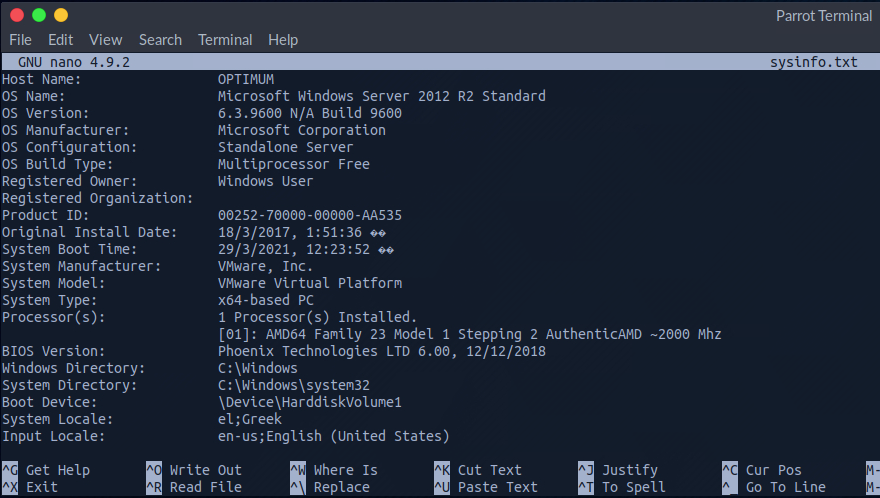 Parrot Terminal
File Edit View Search Terminal Help
GNU nano 4.9.2 sysinfo.txt
Host Name: OPTIMUM
OS Name: Microsoft Windows Server 2012 R2 Standard
OS Version: 6.3.9600 N/A Build 9600
OS Manufacturer: Microsoft Corporation
OS Configuration: Standalone Server
OS Build Type: Multiprocessor Free
Registered Owner: Windows User
Registered Organization:
Product ID: 00252-70000-00000-AA535
Original Install Date: 18/3/2017, 1:51:36 ��
System Boot Time: 29/3/2021, 12:23:52 ��
System Manufacturer: VMware, Inc.
System Model: VMware Virtual Platform
System Type: x64-based PC
Processor(s): 1 Processor(s) Installed.
[01]: AMD64 Family 23 Model 1 Stepping 2 AuthenticAMD ~2000 Mhz
BIOS Version: Phoenix Technologies LTD 6.00, 12/12/2018
Windows Directory: C:\Windows
System Directory: C:\Windows\system32
Boot Device: \Device\HarddiskVolume1
System Locale: el;Greek
Input Locale: en-us;English (United States)
^G Get Help ^O Write Out ^W Where Is ^K Cut Text ^J Justify ^C Cur Pos M-
^X Exit ^R Read File ^\ Replace ^U Paste Text ^T To Spell ^_ Go To Line M-